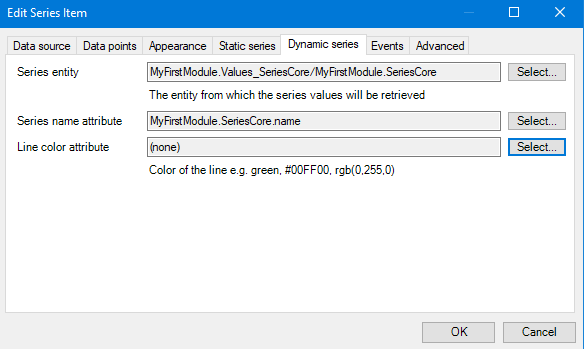 Edit Series Item
Data source Data points Appearance Static series Dynamic series Events Advanced
Series entity MyFirstModule.Values_SeriesCore/MyFirstModule.SeriesCore Select...
The entity from which the series values will be retrieved
Series name attribute MyFirstModule.SeriesCore.name Select...
Line color attribute (none) Select...
Color of the line e.g. green, #00FF00, rgb(0,255,0)
OK Cancel